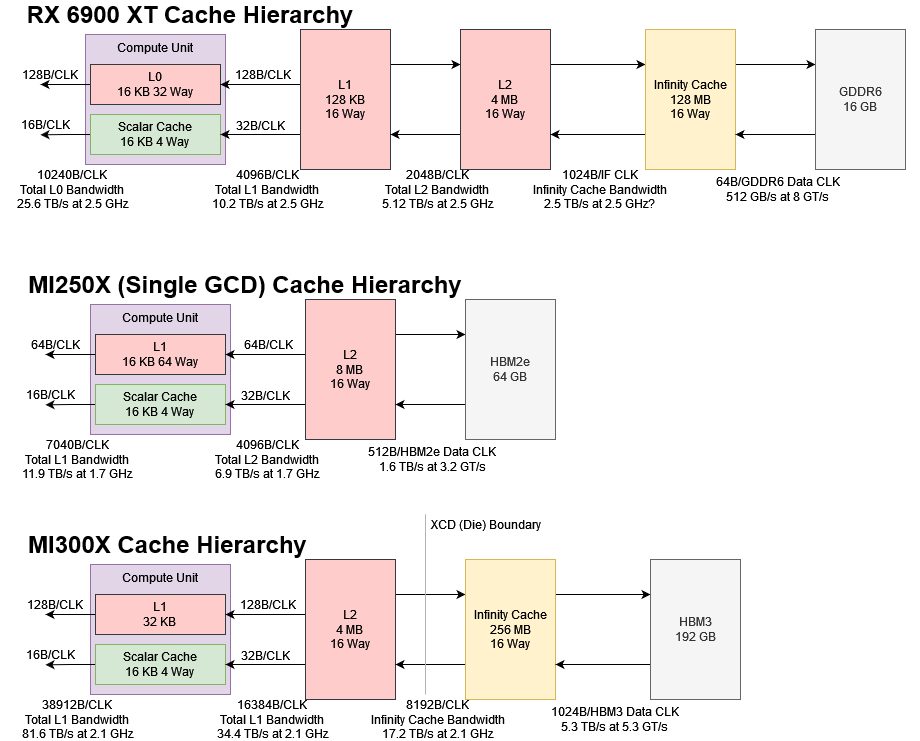 RX 6900 XT Cache Hierarchy
Compute Unit
128B/CLK
L0
16 KB 32 Way
128B/CLK
16B/CLK
Scalar Cache
16 KB 4 Way
32B/CLK
L1
128 KB
16 Way
L2
4 MB
16 Way
Infinity Cache
128 MB
16 Way
GDDR6
16 GB
10240B/CLK
Total L0 Bandwidth
25.6 TB/s at 2.5 GHz
4096B/CLK
Total L1 Bandwidth
10.2 TB/s at 2.5 GHz
2048B/CLK
Total L2 Bandwidth
5.12 TB/s at 2.5 GHz
1024B/IF CLK
Infinity Cache Bandwidth
2.5 TB/s at 2.5 GHz?
64B/GDDR6 Data CLK
512 GB/s at 8 GT/s
MI250X (Single GCD) Cache Hierarchy
Compute Unit
64B/CLK
L1
16 KB 64 Way
64B/CLK
16B/CLK
Scalar Cache
16 KB 4 Way
32B/CLK
L2
8 MB
16 Way
HBM2e
64 GB
7040B/CLK
Total L1 Bandwidth
11.9 TB/s at 1.7 GHz
4096B/CLK
Total L2 Bandwidth
6.9 TB/s at 1.7 GHz
512B/HBM2e Data CLK
1.6 TB/s at 3.2 GT/s
XCD (Die) Boundary
MI300X Cache Hierarchy
Compute Unit
128B/CLK
L1
32 KB
128B/CLK
16B/CLK
Scalar Cache
16 KB 4 Way
32B/CLK
L2
4 MB
16 Way
Infinity Cache
256 MB
16 Way
HBM3
192 GB
38912B/CLK
Total L1 Bandwidth
81.6 TB/s at 2.1 GHz
16384B/CLK
Total L1 Bandwidth
34.4 TB/s at 2.1 GHz
8192B/CLK
Infinity Cache Bandwidth
17.2 TB/s at 2.1 GHz
1024B/HBM3 Data CLK
5.3 TB/s at 5.3 GT/s